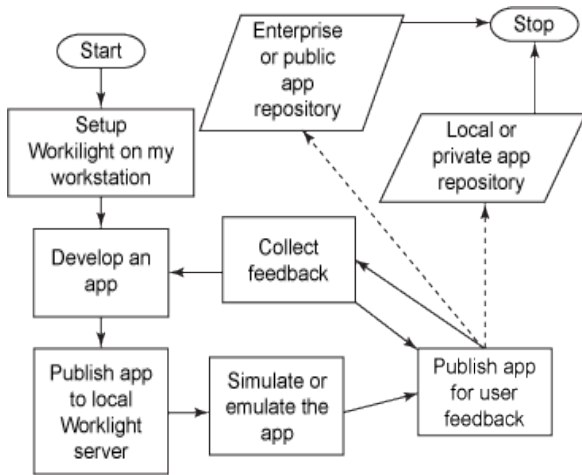 Start
Setup
Workilight on my
workstation
Develop an
app
Publish app
to local
Worklight
server
Simulate or
emulate the
app
Collect
feedback
Publish app
for user
feedback
Enterprise
or public
app
repository
Local or
private app
repository
Stop